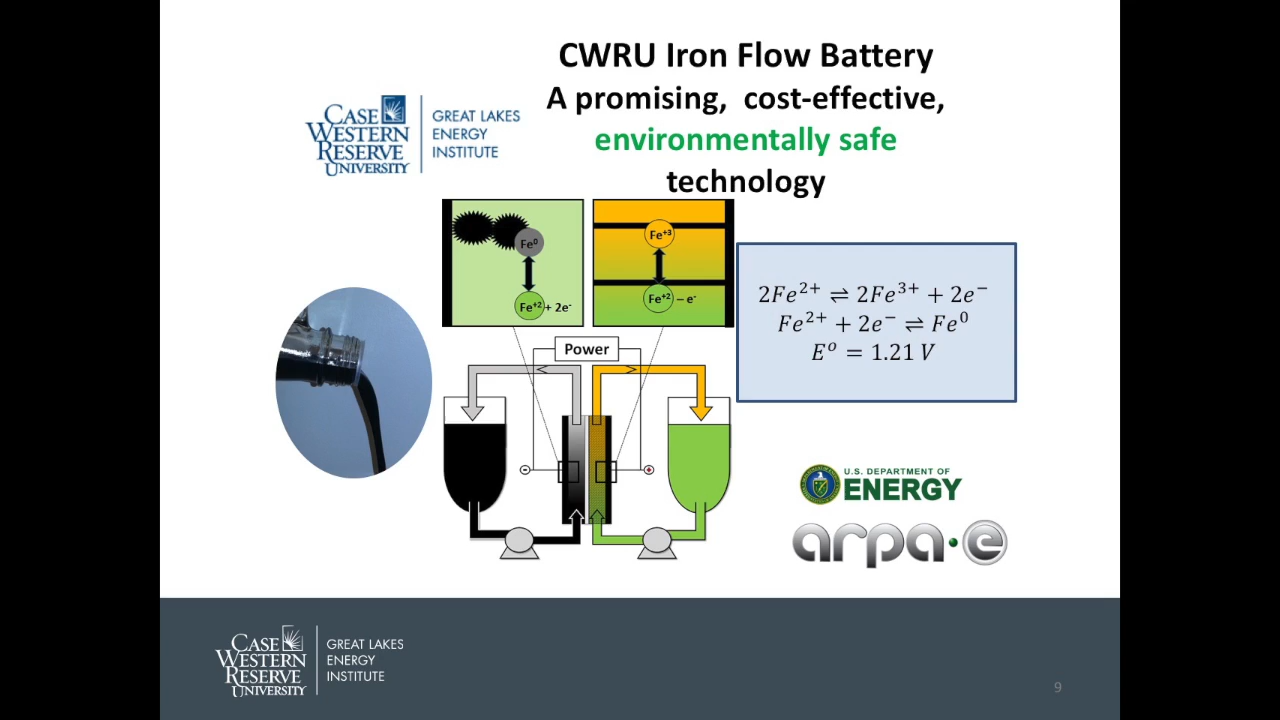 CWRU Iron Flow Battery
A promising, cost-effective,
environmentally safe
technology
CASE
WESTERN
RESERVE
UNIVERSITY
GREAT LAKES
ENERGY
INSTITUTE
Fe⁰
Fe⁺² + 2e⁻
Fe⁺³
Fe⁺² – e⁻
2Fe²⁺ ⇌ 2Fe³⁺ + 2e⁻
Fe²⁺ + 2e⁻ ⇌ Fe⁰
Eᵒ = 1.21 V
Power
U.S. DEPARTMENT OF
ENERGY
arpa·e
CASE
WESTERN
RESERVE
UNIVERSITY
GREAT LAKES
ENERGY
INSTITUTE
9